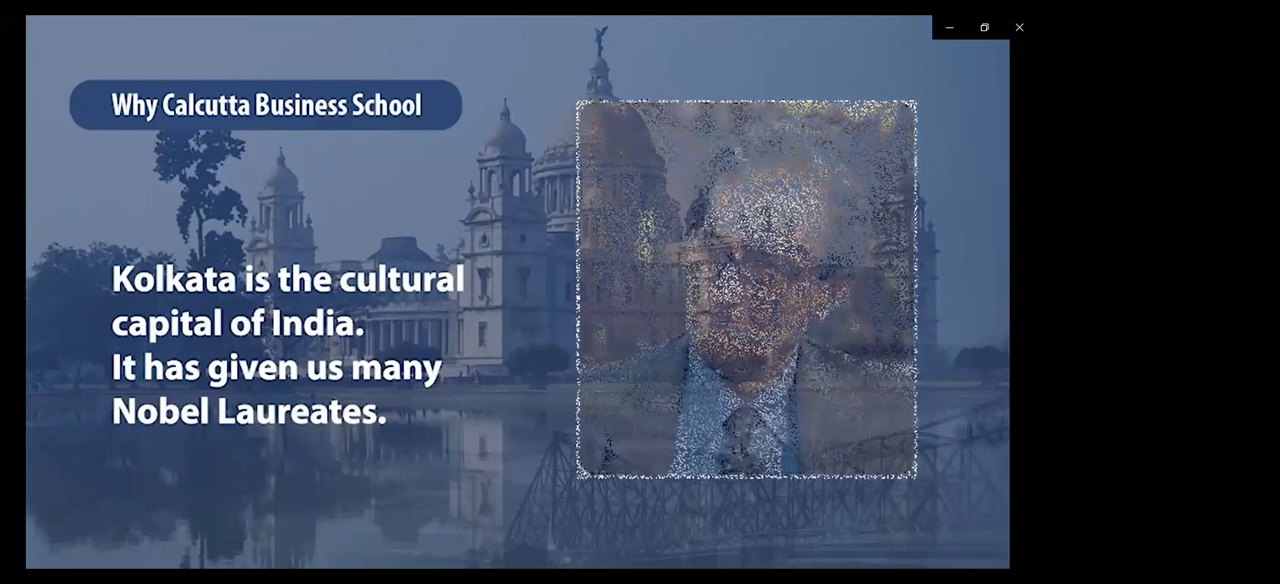 Why Calcutta Business School
Kolkata is the cultural
capital of India.
It has given us many
Nobel Laureates.